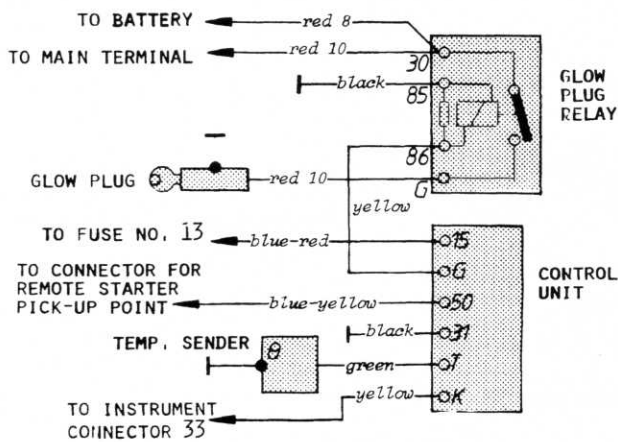 TO BATTERY
red 8
TO MAIN TERMINAL
red 10
30
black
85
GLOW
PLUG
RELAY
86
GLOW PLUG
red 10
G
yellow
TO FUSE NO. 13
blue-red
15
G
TO CONNECTOR FOR
REMOTE STARTER
PICK-UP POINT
blue-yellow
50
CONTROL
UNIT
black
31
TEMP. SENDER
θ
green
T
yellow
K
TO INSTRUMENT
CONNECTOR 33